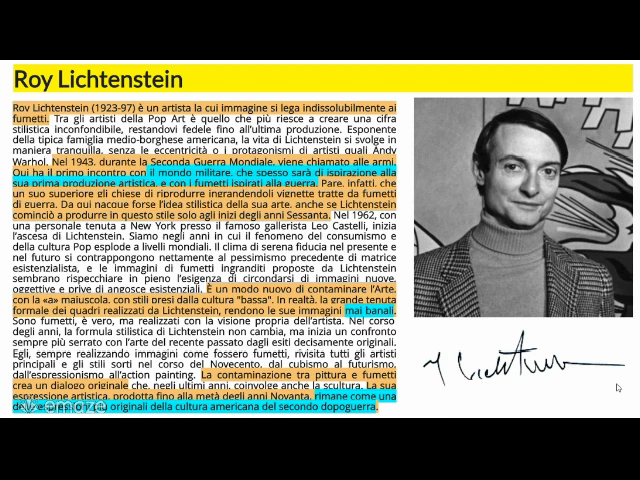 Roy Lichtenstein
Roy Lichtenstein (1923-97) è un artista la cui immagine si lega indissolubilmente ai
fumetti. Tra gli artisti della Pop Art è quello che più riesce a creare una cifra
stilistica inconfondibile, restandovi fedele fino all'ultima produzione. Esponente
della tipica famiglia medio-borghese americana, la vita di Lichtenstein si svolge in
maniera tranquilla, senza le eccentricità o i protagonismi di artisti quali Andy
Warhol. Nel 1943, durante la Seconda Guerra Mondiale, viene chiamato alle armi.
Qui ha il primo incontro con il mondo militare, che spesso sarà di ispirazione alla
sua prima produzione artistica, e con i fumetti ispirati alla guerra. Pare, infatti, che
un suo superiore gli chiese di riprodurre ingrandendoli vignette tratte da fumetti
di guerra. Da qui nacque forse l'idea stilistica della sua arte, anche se Lichtenstein
cominciò a produrre in questo stile solo agli inizi degli anni Sessanta. Nel 1962, con
una personale tenuta a New York presso il famoso gallerista Leo Castelli, inizia
l'ascesa di Lichtenstein. Siamo negli anni in cui il fenomeno del consumismo e
della cultura Pop esplode a livelli mondiali. Il clima di serena fiducia nel presente e
nel futuro si contrappongono nettamente al pessimismo precedente di matrice
esistenzialista, e le immagini di fumetti ingranditi proposte da Lichtenstein
sembrano rispecchiare in pieno l'esigenza di circondarsi di immagini nuove,
oggettive e prive di angosce esistenziali. È un modo nuovo di contaminare l'Arte,
con la «a» maiuscola, con stili presi dalla cultura "bassa". In realtà, la grande tenuta
formale dei quadri realizzati da Lichtenstein, rendono le sue immagini mai banali.
Sono fumetti, è vero, ma realizzati con la visione propria dell'artista. Nel corso
degli anni, la formula stilistica di Lichtenstein non cambia, ma inizia un confronto
sempre più serrato con l'arte del recente passato dagli esiti decisamente originali.
Egli, sempre realizzando immagini come fossero fumetti, rivisita tutti gli artisti
principali e gli stili sorti nel corso del Novecento, dal cubismo al futurismo,
dall'espressionismo all'action painting. La contaminazione tra pittura e fumetti
crea un dialogo originale che, negli ultimi anni, coinvolge anche la scultura. La sua
espressione artistica, prodotta fino alla metà degli anni Novanta, rimane come una
delle espressioni più originali della cultura americana del secondo dopoguerra.
emaze